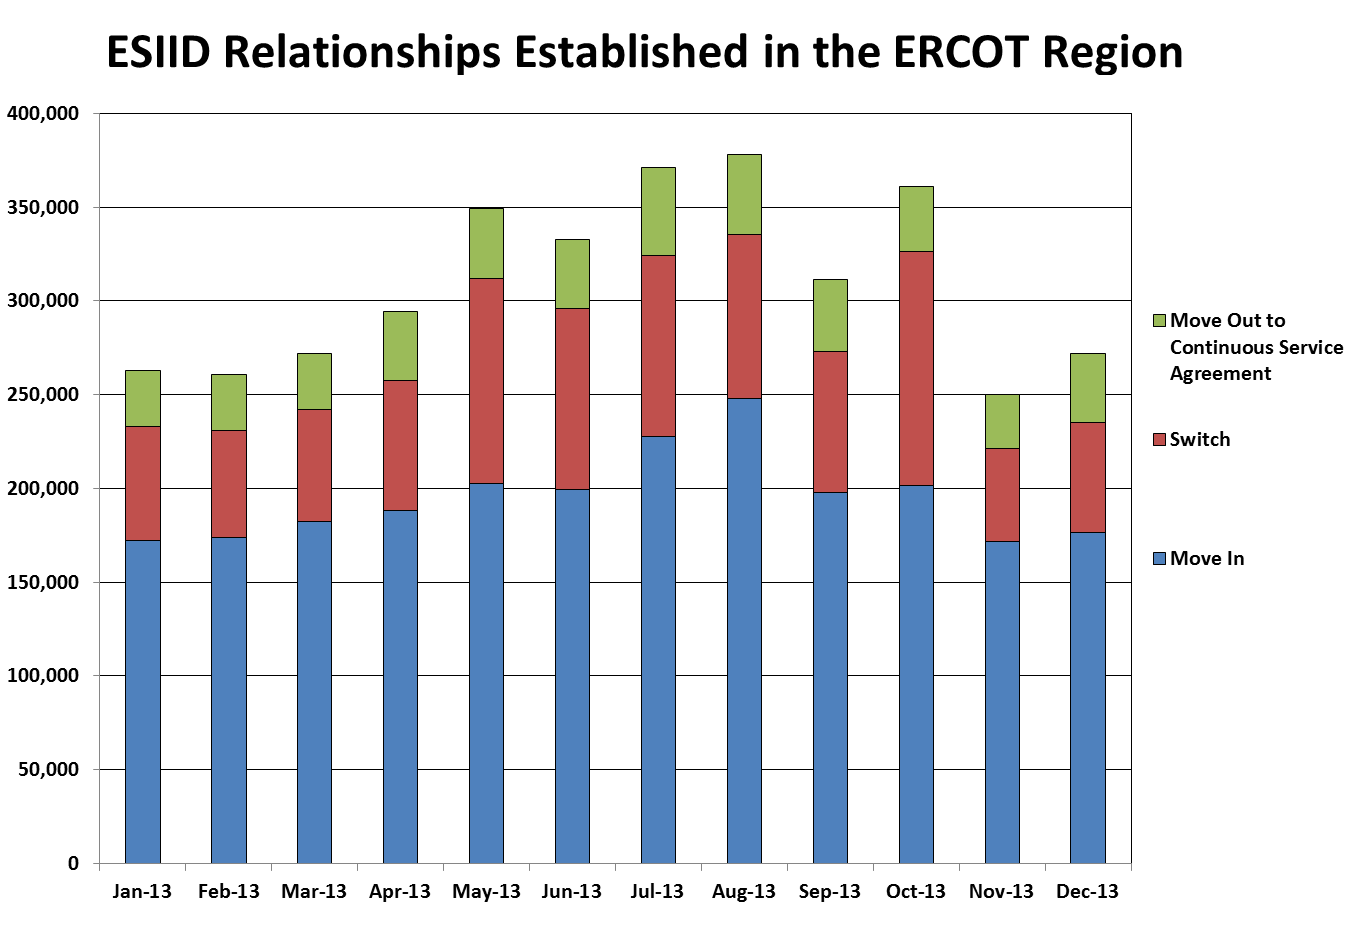 ESIID Relationships Established in the ERCOT Region
400,000
350,000
300,000
250,000
200,000
150,000
100,000
50,000
0
Jan-13 Feb-13 Mar-13 Apr-13 May-13 Jun-13 Jul-13 Aug-13 Sep-13 Oct-13 Nov-13 Dec-13
Move Out to
Continuous Service
Agreement
Switch
Move In